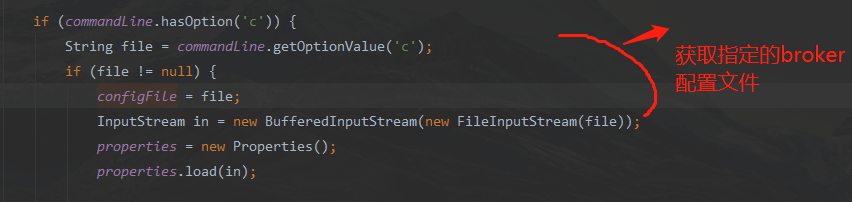 if (commandLine.hasOption('c')) {
String file = commandLine.getOptionValue('c');
if (file != null) {
configFile = file;
InputStream in = new BufferedInputStream(new FileInputStream(file));
properties = new Properties();
properties.load(in);
获取指定的broker
配置文件